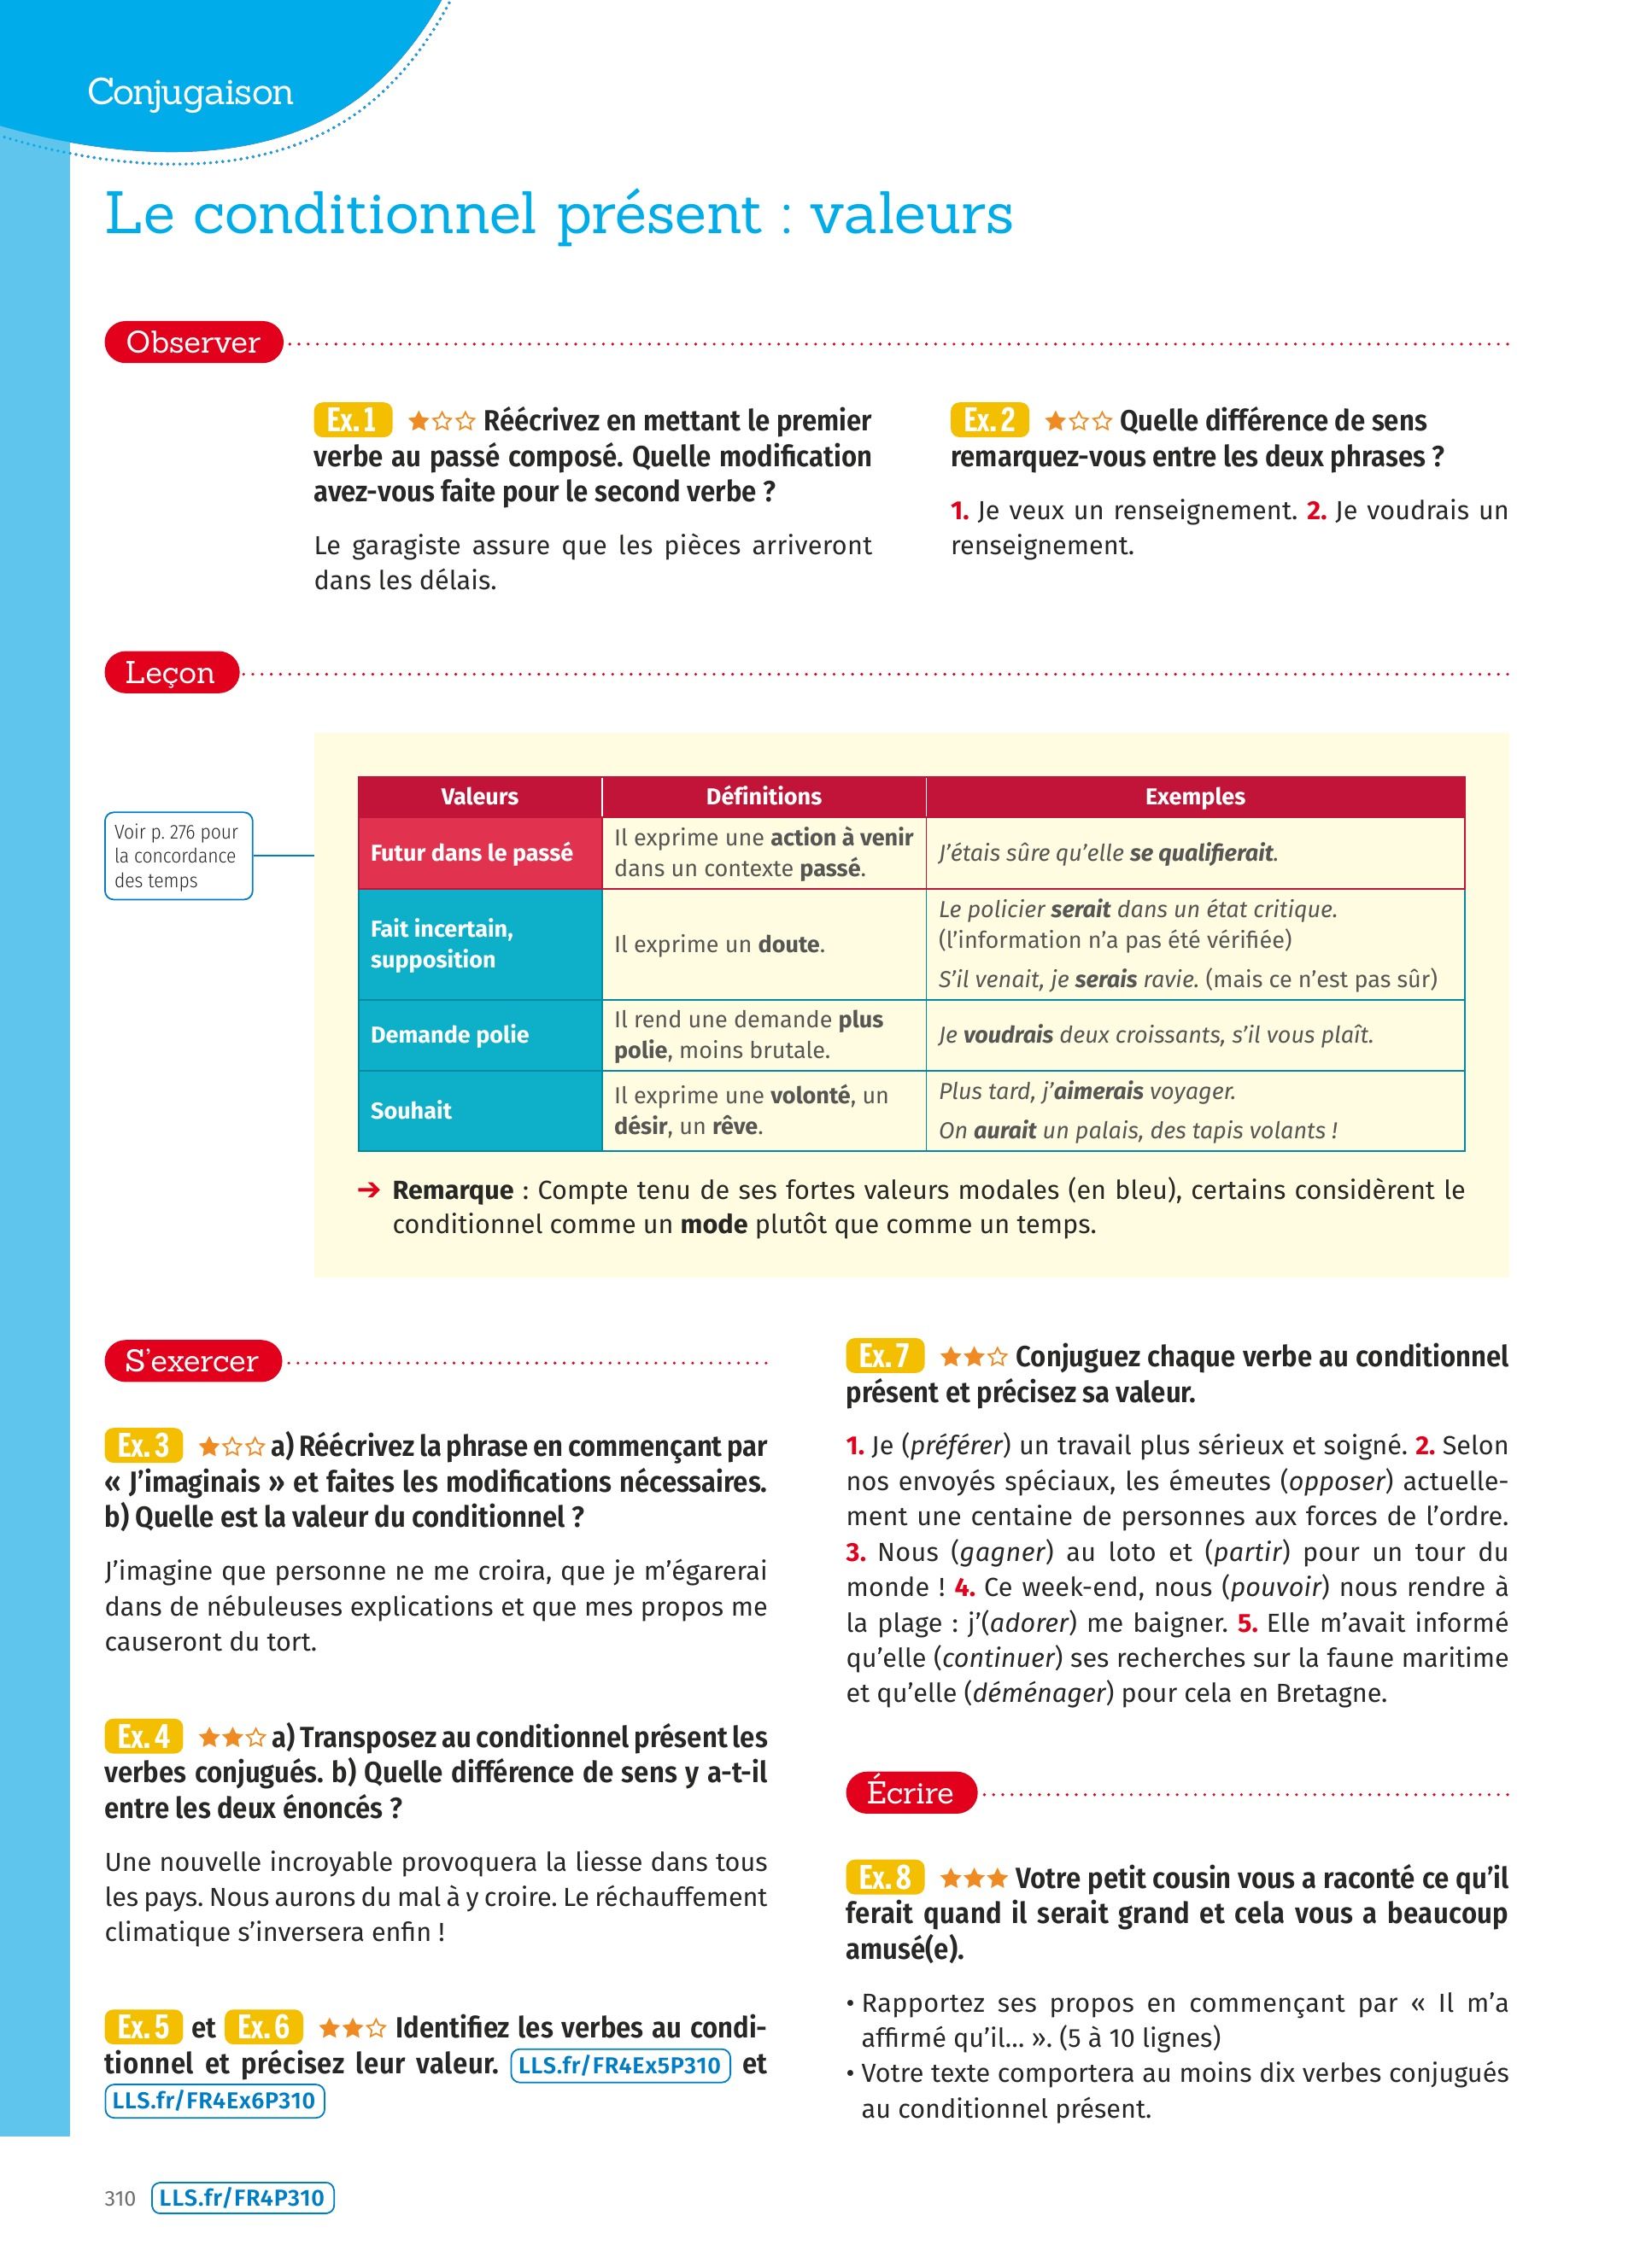 Conjugaison
Le conditionnel présent : valeurs
Observer
Ex. 1 ★☆☆ Réécrivez en mettant le premier
verbe au passé composé. Quelle modification
avez-vous faite pour le second verbe ?
Le garagiste assure que les pièces arriveront
dans les délais.
Ex. 2 ★☆☆ Quelle différence de sens
remarquez-vous entre les deux phrases ?
1. Je veux un renseignement. 2. Je voudrais un
renseignement.
Leçon
Voir p. 276 pour
la concordance
des temps
Valeurs
Définitions
Exemples
Futur dans le passé
Il exprime une action à venir
dans un contexte passé.
J’étais sûre qu’elle se qualifierait.
Fait incertain,
supposition
Il exprime un doute.
Le policier serait dans un état critique.
(l’information n’a pas été vérifiée)
S’il venait, je serais ravie. (mais ce n’est pas sûr)
Demande polie
Il rend une demande plus
polie, moins brutale.
Je voudrais deux croissants, s’il vous plaît.
Souhait
Il exprime une volonté, un
désir, un rêve.
Plus tard, j’aimerais voyager.
On aurait un palais, des tapis volants !
➔ Remarque : Compte tenu de ses fortes valeurs modales (en bleu), certains considèrent le
conditionnel comme un mode plutôt que comme un temps.
S’exercer
Ex. 3 ★☆☆ a) Réécrivez la phrase en commençant par
« J’imaginais » et faites les modifications nécessaires.
b) Quelle est la valeur du conditionnel ?
J’imagine que personne ne me croira, que je m’égarerai
dans de nébuleuses explications et que mes propos me
causeront du tort.
Ex. 4 ★★☆ a) Transposez au conditionnel présent les
verbes conjugués. b) Quelle différence de sens y a-t-il
entre les deux énoncés ?
Une nouvelle incroyable provoquera la liesse dans tous
les pays. Nous aurons du mal à y croire. Le réchauffement
climatique s’inversera enfin !
Ex. 5 et Ex. 6 ★★☆ Identifiez les verbes au condi-
tionnel et précisez leur valeur. LLS.fr/FR4Ex5P310 et
LLS.fr/FR4Ex6P310
Ex. 7 ★★☆ Conjuguez chaque verbe au conditionnel
présent et précisez sa valeur.
1. Je (préférer) un travail plus sérieux et soigné. 2. Selon
nos envoyés spéciaux, les émeutes (opposer) actuelle-
ment une centaine de personnes aux forces de l’ordre.
3. Nous (gagner) au loto et (partir) pour un tour du
monde ! 4. Ce week-end, nous (pouvoir) nous rendre à
la plage : j’(adorer) me baigner. 5. Elle m’avait informé
qu’elle (continuer) ses recherches sur la faune maritime
et qu’elle (déménager) pour cela en Bretagne.
Écrire
Ex. 8 ★★★ Votre petit cousin vous a raconté ce qu’il
ferait quand il serait grand et cela vous a beaucoup
amusé(e).
• Rapportez ses propos en commençant par « Il m’a
affirmé qu’il... ». (5 à 10 lignes)
• Votre texte comportera au moins dix verbes conjugués
au conditionnel présent.
310 LLS.fr/FR4P310